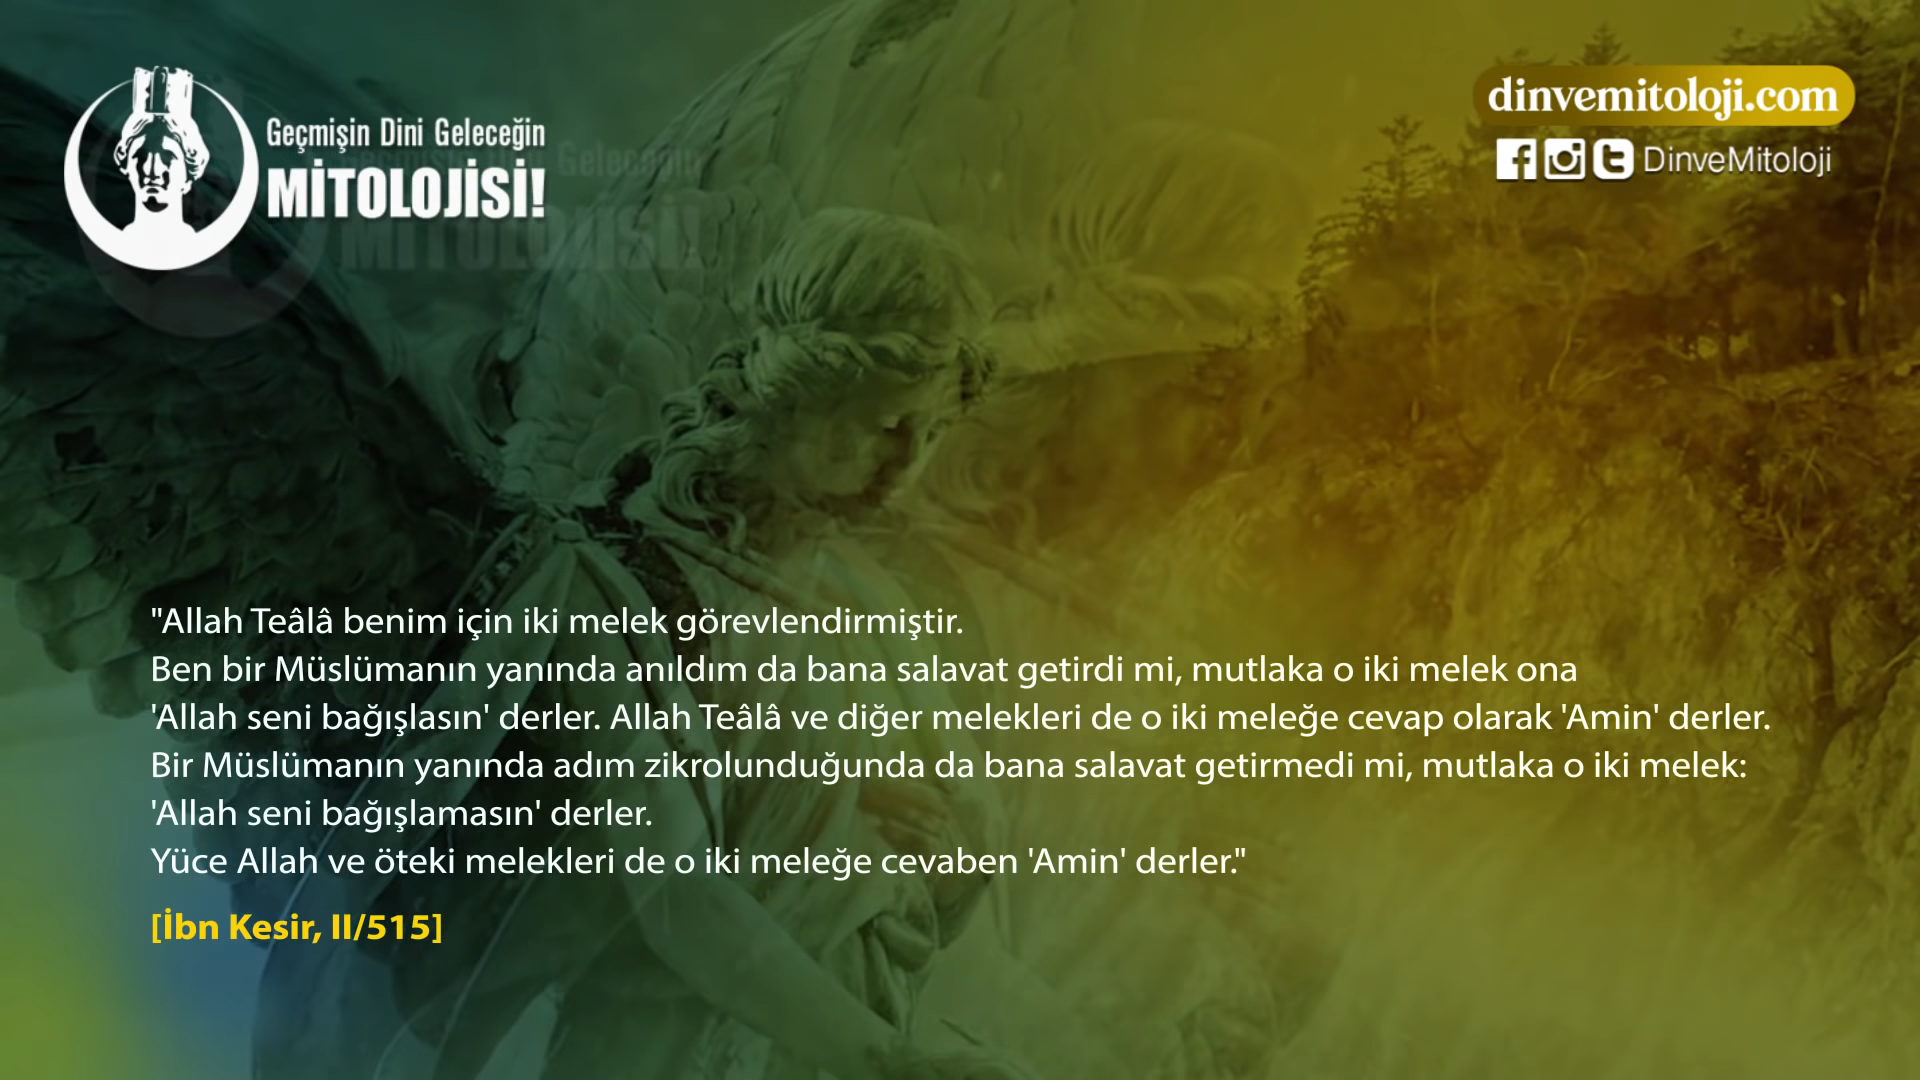 Geçmişin Dini Geleceğin
MİTOLOJİSİ!
dinvemitoloji.com
DinveMitoloji
"Allah Teâlâ benim için iki melek görevlendirmiştir.
Ben bir Müslümanın yanında anıldım da bana salavat getirdi mi, mutlaka o iki melek ona
'Allah seni bağışlasın' derler. Allah Teâlâ ve diğer melekleri de o iki meleğe cevap olarak 'Amin' derler.
Bir Müslümanın yanında adım zikrolunduğunda da bana salavat getirmedi mi, mutlaka o iki melek:
'Allah seni bağışlamasın' derler.
Yüce Allah ve öteki melekleri de o iki meleğe cevaben 'Amin' derler."
[İbn Kesir, II/515]